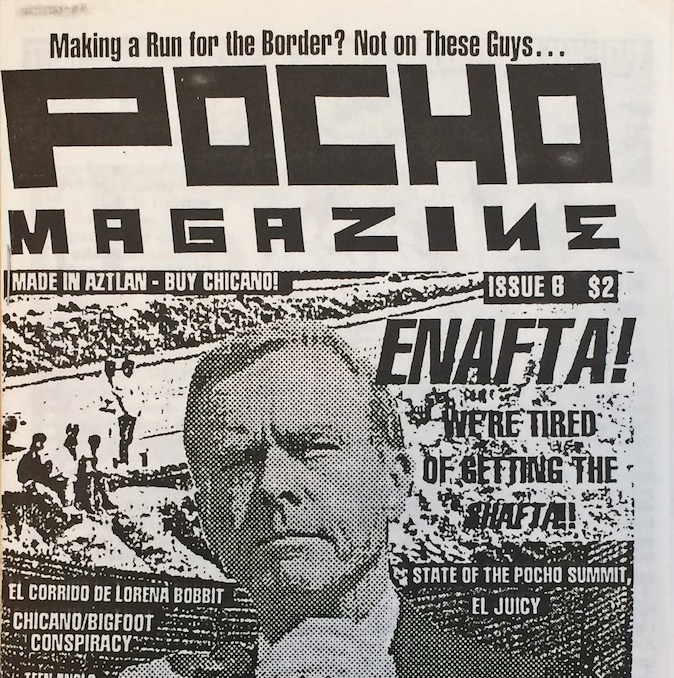 Making a Run for the Border? Not on These Guys...
POCHO
MAGAZINE
MADE IN AZTLAN - BUY CHICANO!
ISSUE 8 $2
ENAFTA!
WE'RE TIRED
OF GETTING THE
SHAFTA!!
EL CORRIDO DE LORENA BOBBIT
CHICANO/BIGFOOT
CONSPIRACY
STATE OF THE POCHO SUMMIT,
EL JUICY
TEEN